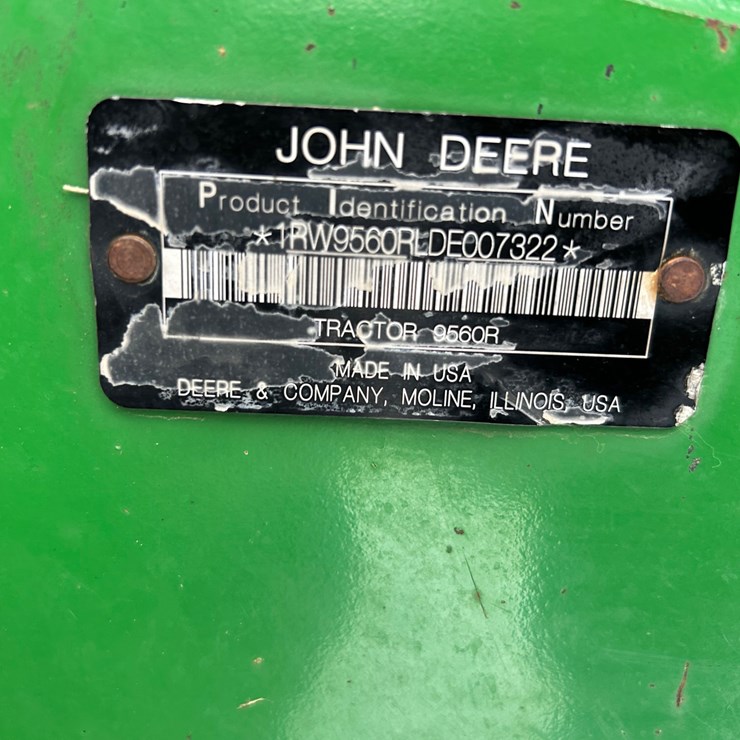 JOHN DEERE
Product Identification Number
*1RW9560RLDE007322*
TRACTOR 9560R
MADE IN USA
DEERE & COMPANY, MOLINE, ILLINOIS USA